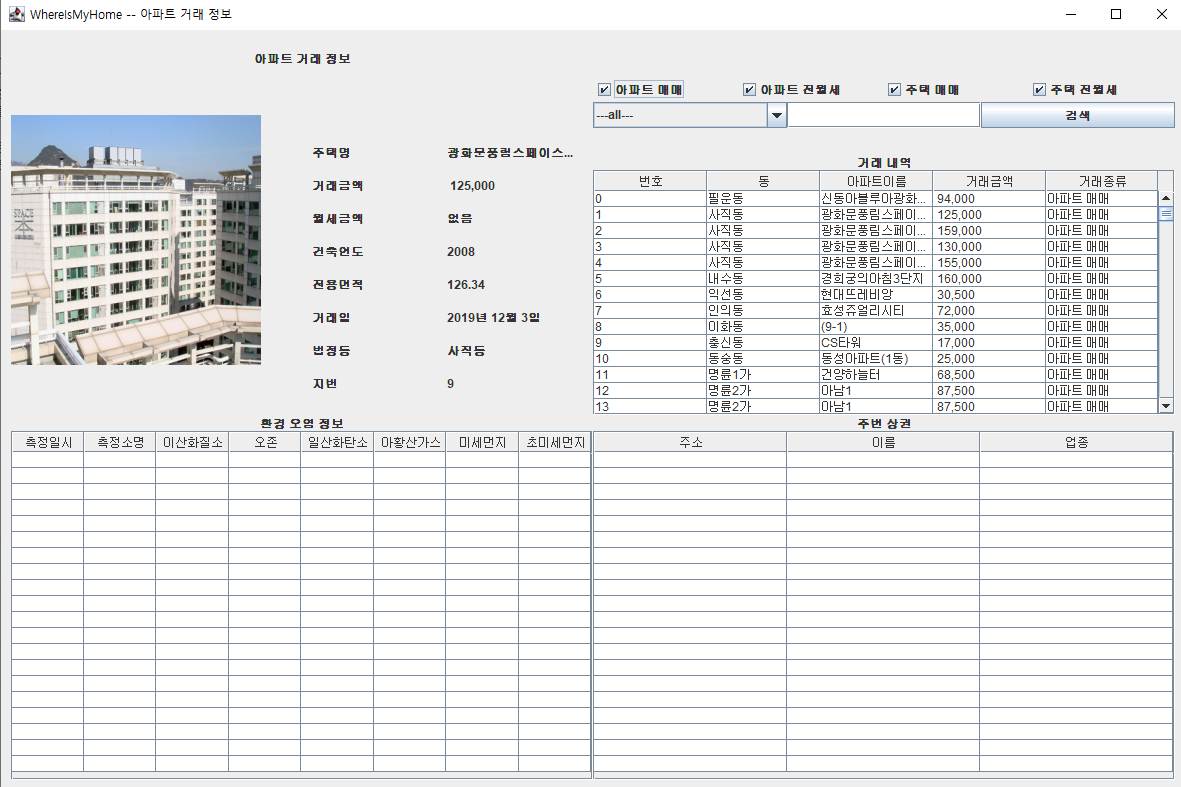 WhereIsMyHome -- 아파트 거래 정보
아파트 거래 정보
아파트 매매 아파트 전월세 주택 매매 주택 전월세
---all--- 검색
SPACE
주택명 광화문풍림스페이스...
거래금액 125,000
월세금액 없음
건축연도 2008
전용면적 126.34
거래일 2019년 12월 3일
법정동 사직동
지번 9
거래 내역
번호 동 아파트이름 거래금액 거래종류
0 필운동 신동아블루아광화... 94,000 아파트 매매
1 사직동 광화문풍림스페이... 125,000 아파트 매매
2 사직동 광화문풍림스페이... 159,000 아파트 매매
3 사직동 광화문풍림스페이... 130,000 아파트 매매
4 사직동 광화문풍림스페이... 155,000 아파트 매매
5 내수동 경희궁의아침3단지 160,000 아파트 매매
6 익선동 현대뜨레비앙 30,500 아파트 매매
7 인의동 효성쥬얼리시티 72,000 아파트 매매
8 이화동 (9-1) 35,000 아파트 매매
9 충신동 CS타워 17,000 아파트 매매
10 동숭동 동성아파트(1동) 25,000 아파트 매매
11 명륜1가 건양하늘터 68,500 아파트 매매
12 명륜2가 아남1 87,500 아파트 매매
13 명륜2가 아남1 87,500 아파트 매매
환경 오염 정보
측정일시 측정소명 이산화질소 오존 일산화탄소 아황산가스 미세먼지 초미세먼지
주변 상권
주소 이름 업종